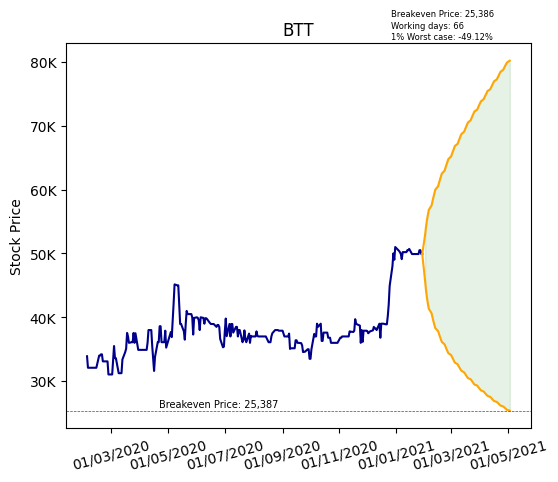 Breakeven Price: 25,386
Working days: 66
1% Worst case: -49.12%
BTT
80K
70K
60K
50K
40K
30K
Stock Price
Breakeven Price: 25,387
01/03/2020
01/05/2020
01/07/2020
01/09/2020
01/11/2020
01/01/2021
01/03/2021
01/05/2021